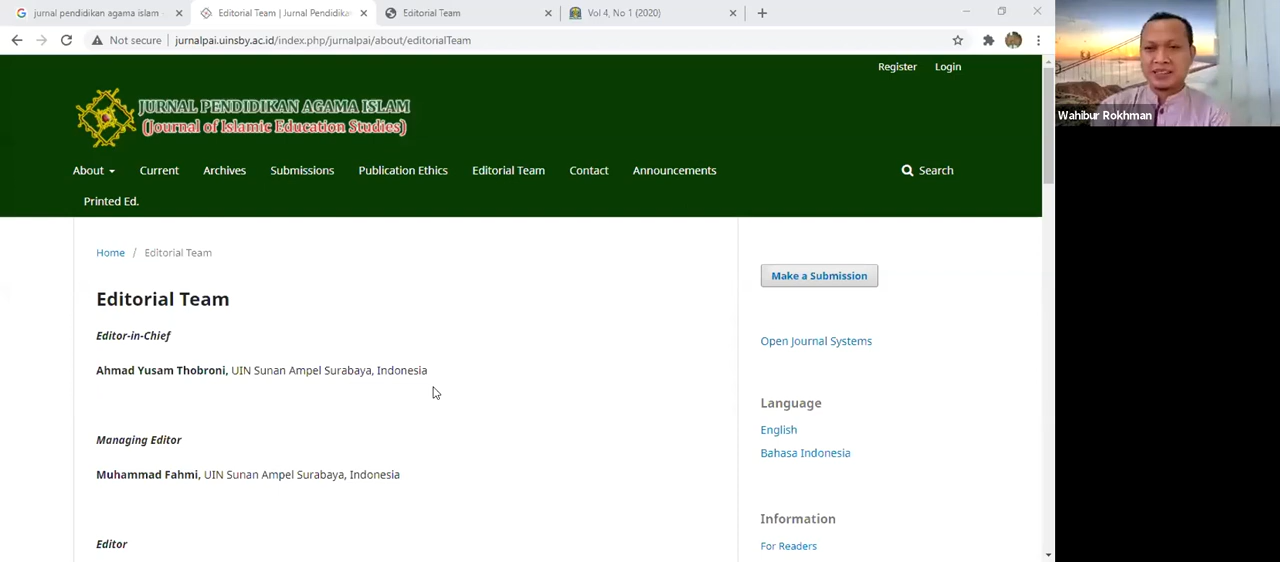 jurnal pendidikan agama islam
Editorial Team | Jurnal Pendidika
Editorial Team
Vol 4, No 1 (2020)
Not secure
jurnalpai.uinsby.ac.id/index.php/jurnalpai/about/editorialTeam
Register
Login
JURNAL PENDIDIKAN AGAMA ISLAM
(Journal of Islamic Education Studies)
About
Current
Archives
Submissions
Publication Ethics
Editorial Team
Contact
Announcements
Search
Printed Ed.
Home / Editorial Team
Editorial Team
Editor-in-Chief
Ahmad Yusam Thobroni, UIN Sunan Ampel Surabaya, Indonesia
Managing Editor
Muhammad Fahmi, UIN Sunan Ampel Surabaya, Indonesia
Editor
Make a Submission
Open Journal Systems
Language
English
Bahasa Indonesia
Information
For Readers
Wahibur Rokhman